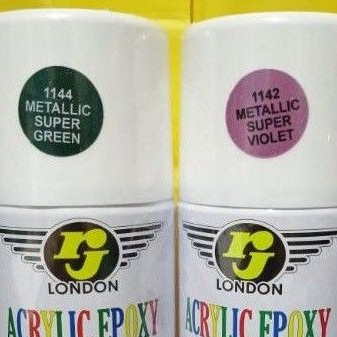 1144
METALLIC
SUPER
GREEN
rj
LONDON
ACRYLIC EPOXY
1142
METALLIC
SUPER
VIOLET
rj
LONDON
ACRYLIC EPOXY